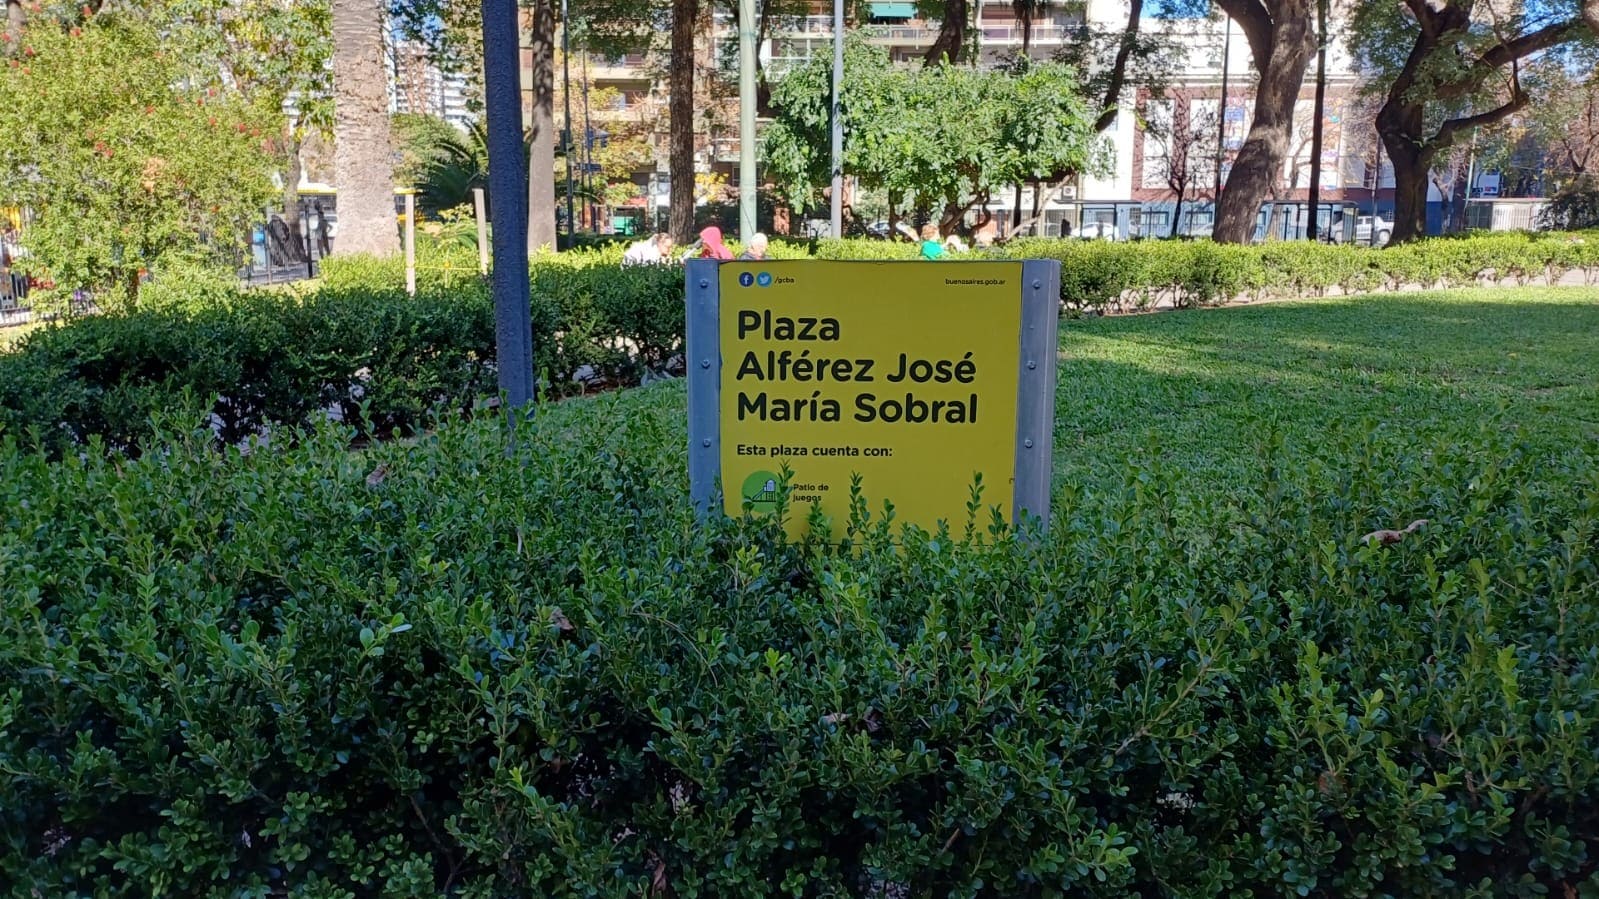 /gcba
buenosaires.gob.ar
Plaza
Alférez José
María Sobral
Esta plaza cuenta con:
Patio de
juegos